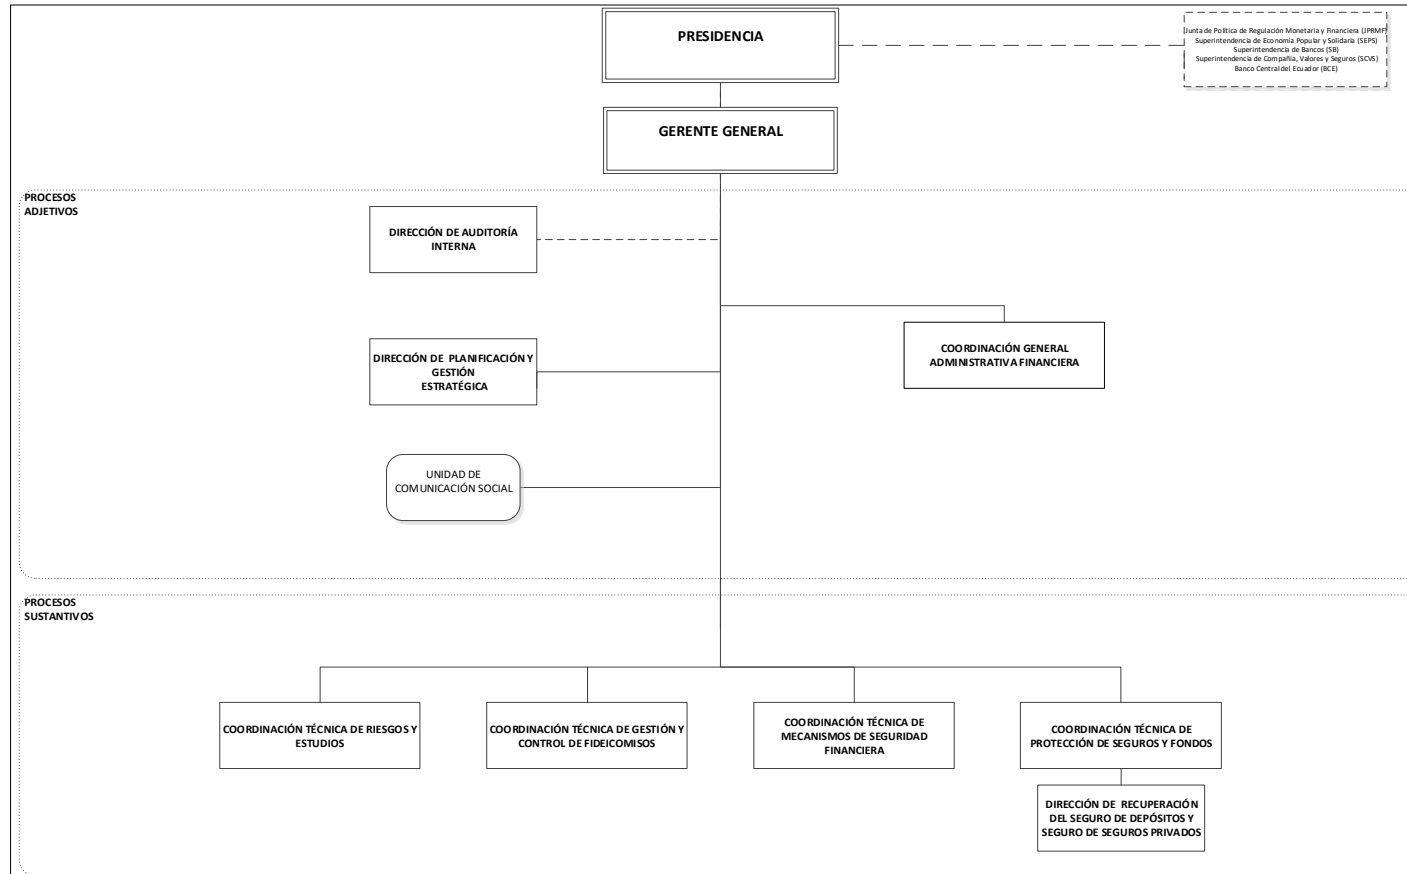 PRESIDENCIA
Junta de Política de Regulación Monetaria y Financiera (JPRMF)
Superintendencia de Economía Popular y Solidaria (SEPS)
Superintendencia de Bancos (SB)
Superintendencia de Compañía, Valores y Seguros (SCVS)
Banco Central del Ecuador (BCE)
GERENTE GENERAL
PROCESOS
ADJETIVOS
DIRECCIÓN DE AUDITORÍA
INTERNA
COORDINACIÓN GENERAL
ADMINISTRATIVA FINANCIERA
DIRECCIÓN DE PLANIFICACIÓN Y
GESTIÓN
ESTRATÉGICA
UNIDAD DE
COMUNICACIÓN SOCIAL
PROCESOS
SUSTANTIVOS
COORDINACIÓN TÉCNICA DE RIESGOS Y
ESTUDIOS
COORDINACIÓN TÉCNICA DE GESTIÓN Y
CONTROL DE FIDEICOMISOS
COORDINACIÓN TÉCNICA DE
MECANISMOS DE SEGURIDAD
FINANCIERA
COORDINACIÓN TÉCNICA DE
PROTECCIÓN DE SEGUROS Y FONDOS
DIRECCIÓN DE RECUPERACIÓN
DEL SEGURO DE DEPÓSITOS Y
SEGURO DE SEGUROS PRIVADOS